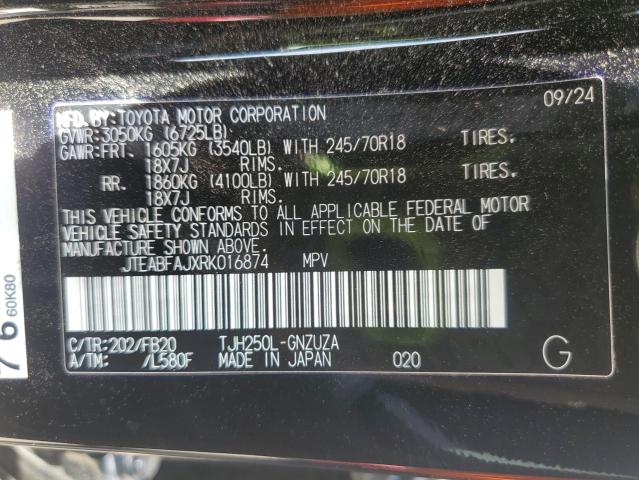 MFD.BY:TOYOTA MOTOR CORPORATION 09/24
GVWR:3050KG (6725LB)
GAWR:FRT. 1605KG (3540LB) WITH 245/70R18 TIRES.
18X7J RIMS.
RR. 1860KG (4100LB) WITH 245/70R18 TIRES.
18X7J RIMS.
THIS VEHICLE CONFORMS TO ALL APPLICABLE FEDERAL MOTOR
VEHICLE SAFETY STANDARDS IN EFFECT ON THE DATE OF
MANUFACTURE SHOWN ABOVE.
JTEABFAJXRK016874 MPV
C/TR:202/FB20 TJH250L-GNZUZA
A/TM: /L580F MADE IN JAPAN 020 G
76
60K80